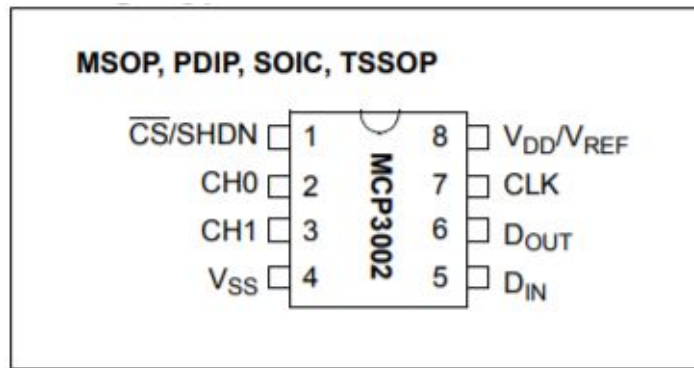 MSOP, PDIP, SOIC, TSSOP
C̅S̅/SHDN 1 8 VDD/VREF
CH0 2 7 CLK
CH1 3 6 DOUT
VSS 4 5 DIN
MCP3002